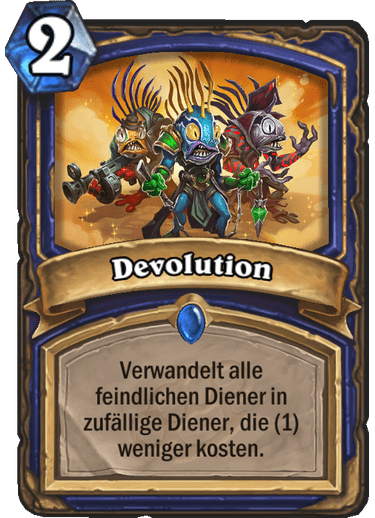 2
Devolution
Verwandelt alle
feindlichen Diener in
zufällige Diener, die (1)
weniger kosten.